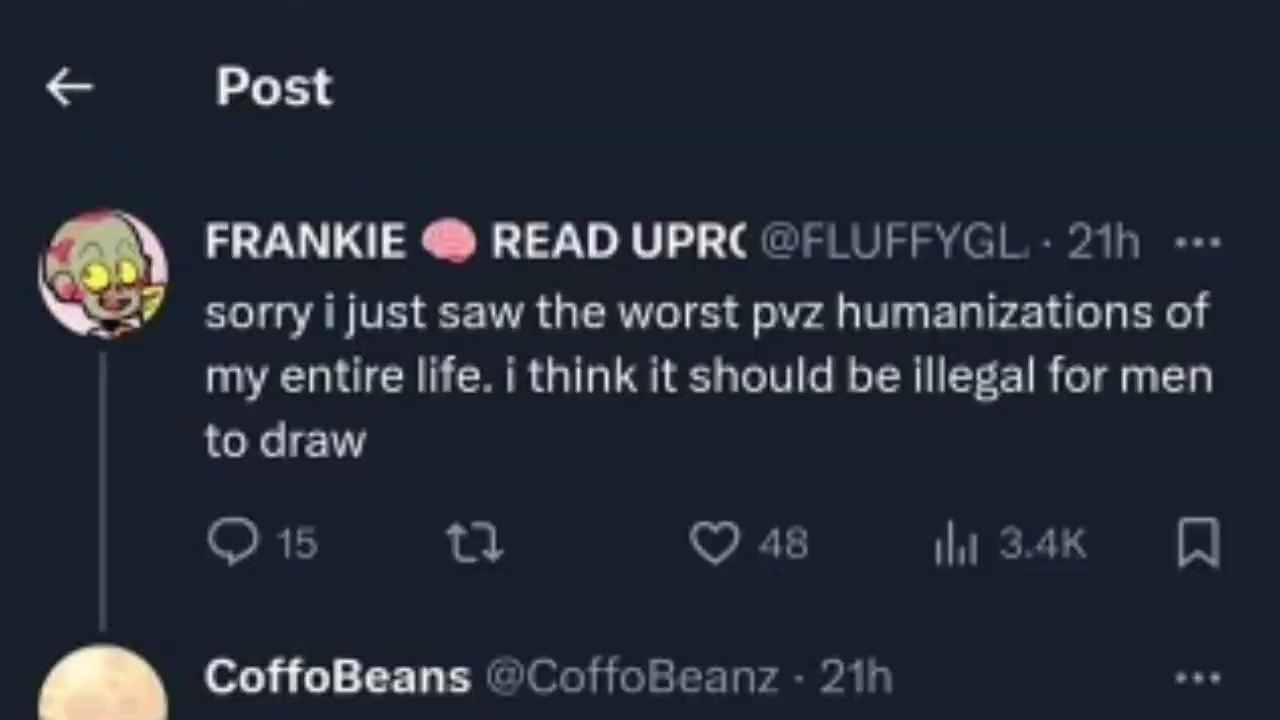 Post
FRANKIE 🧠 READ UPRC @FLUFFYGL. · 21h
sorry i just saw the worst pvz humanizations of
my entire life. i think it should be illegal for men
to draw
15 48 3.4K
CoffoBeans @CoffoBeanz · 21h